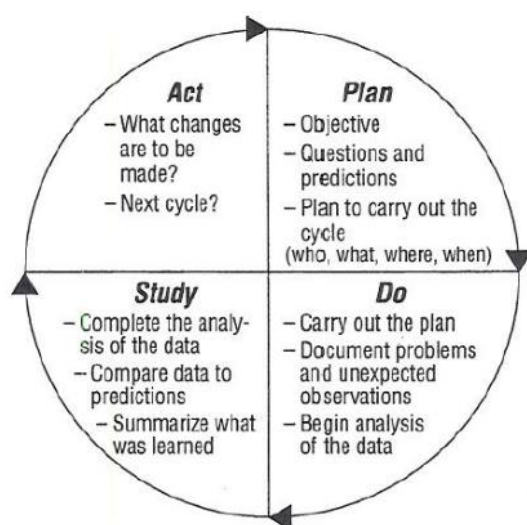 Act
– What changes
are to be
made?
– Next cycle?
Plan
– Objective
– Questions and
predictions
– Plan to carry out the
cycle
(who, what, where, when)
Study
– Complete the analy-
sis of the data
– Compare data to
predictions
– Summarize what
was learned
Do
– Carry out the plan
– Document problems
and unexpected
observations
– Begin analysis
of the data